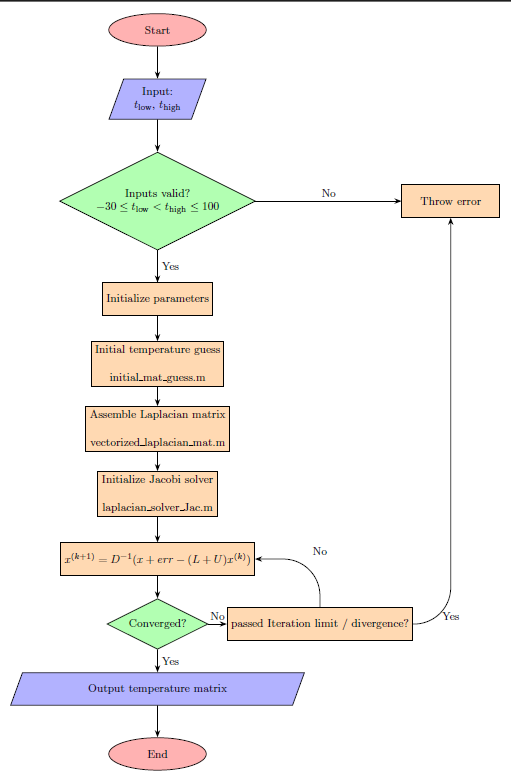 Start
Input:
t_low, t_high
Inputs valid?
−30 ≤ t_low < t_high ≤ 100
No
Throw error
Yes
Initialize parameters
Initial temperature guess
initial_mat_guess.m
Assemble Laplacian matrix
vectorized_laplacian_mat.m
Initialize Jacobi solver
laplacian_solver_Jac.m
No
x^(k+1) = D^−1(x + err − (L + U)x^(k))
Converged?
No
passed Iteration limit / divergence?
Yes
Yes
Output temperature matrix
End